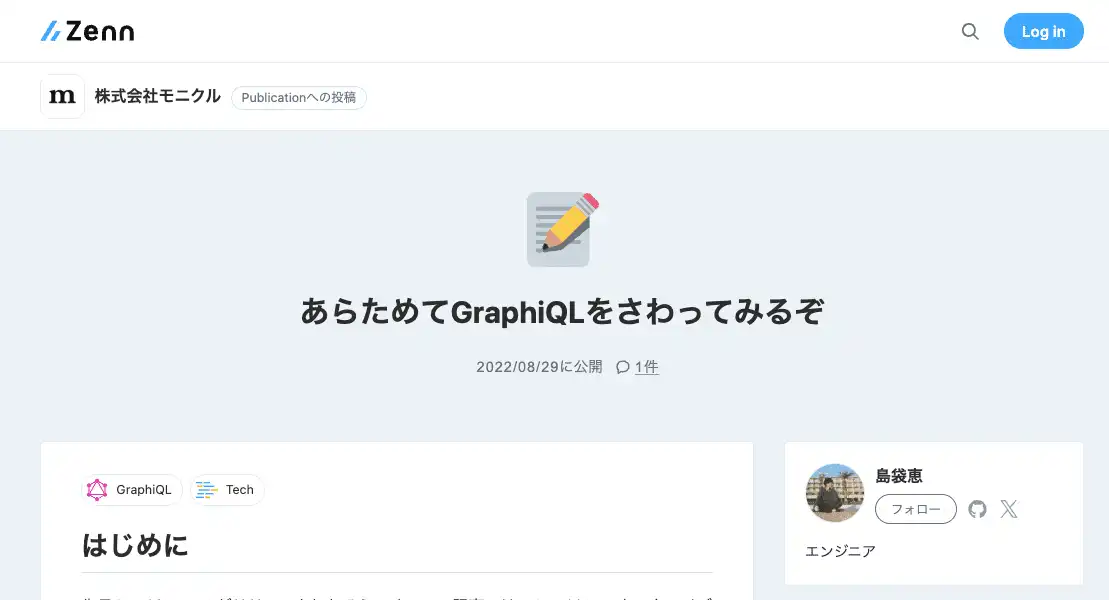 Zenn
Log in
m
株式会社モニクル
Publicationへの投稿
あらためてGraphiQLをさわってみるぞ
2022/08/29に公開
1件
GraphiQL
Tech
はじめに
島袋恵
フォロー
エンジニア